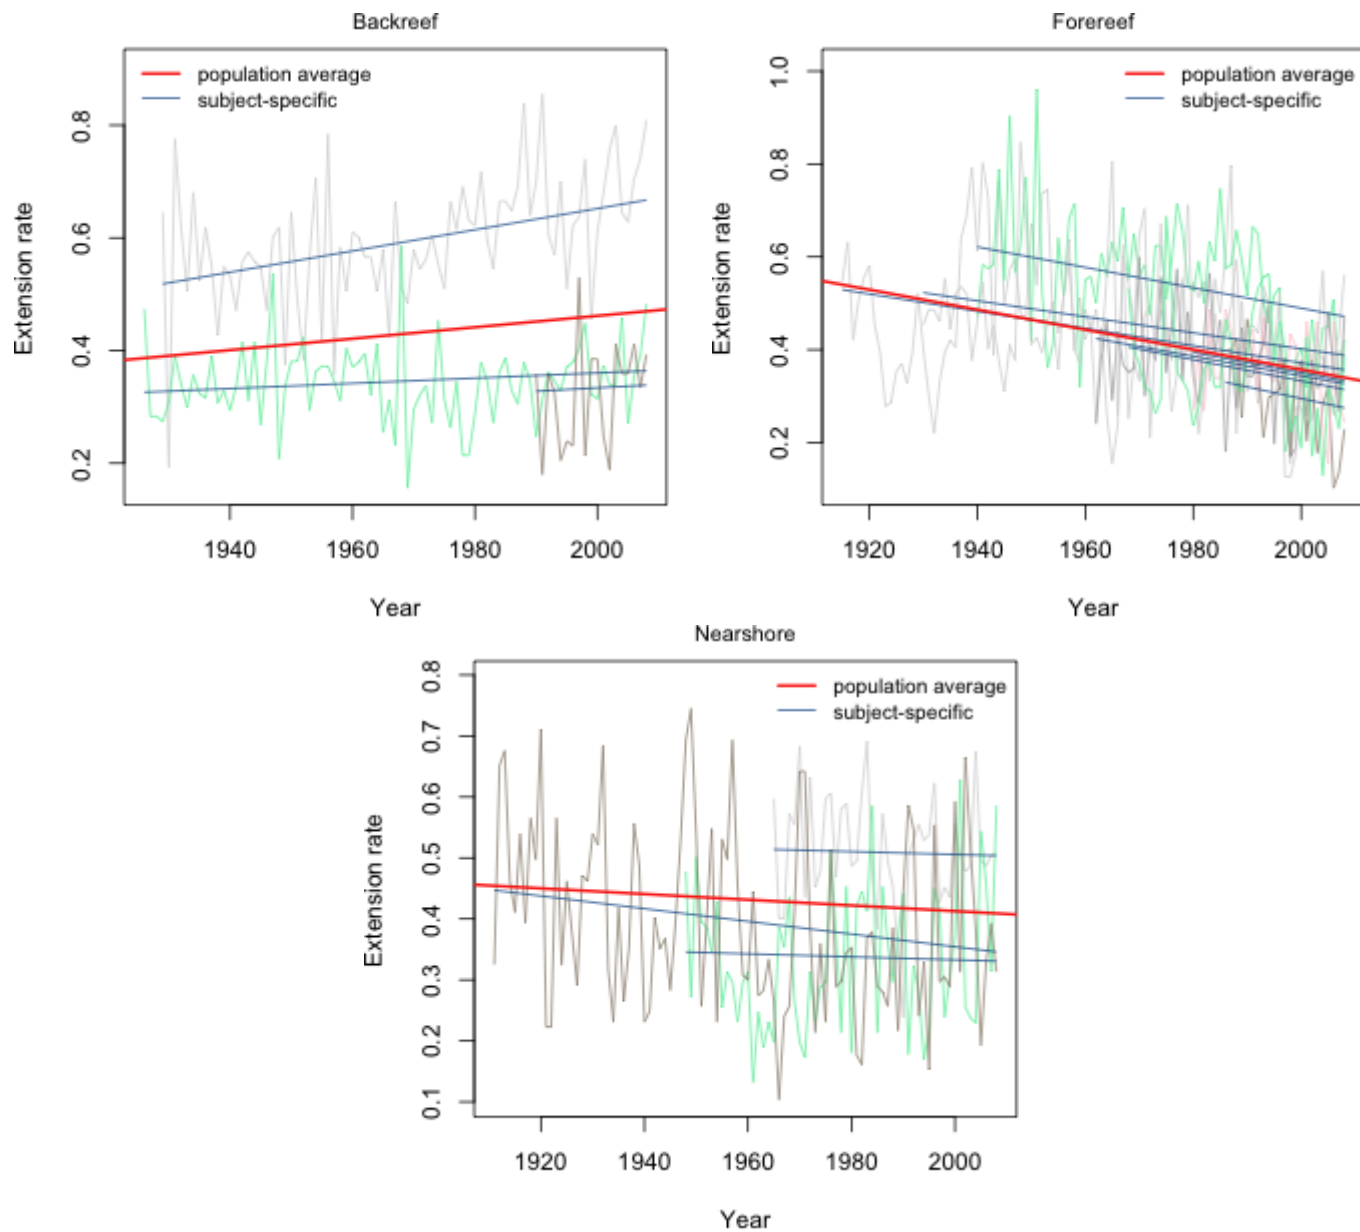 Backreef
population average
subject-specific
Extension rate
0.8
0.6
0.4
0.2
1940 1960 1980 2000
Year
Forereef
population average
subject-specific
Extension rate
1.0
0.8
0.6
0.4
0.2
1920 1940 1960 1980 2000
Year
Nearshore
population average
subject-specific
Extension rate
0.8
0.7
0.6
0.5
0.4
0.3
0.2
0.1
1920 1940 1960 1980 2000
Year